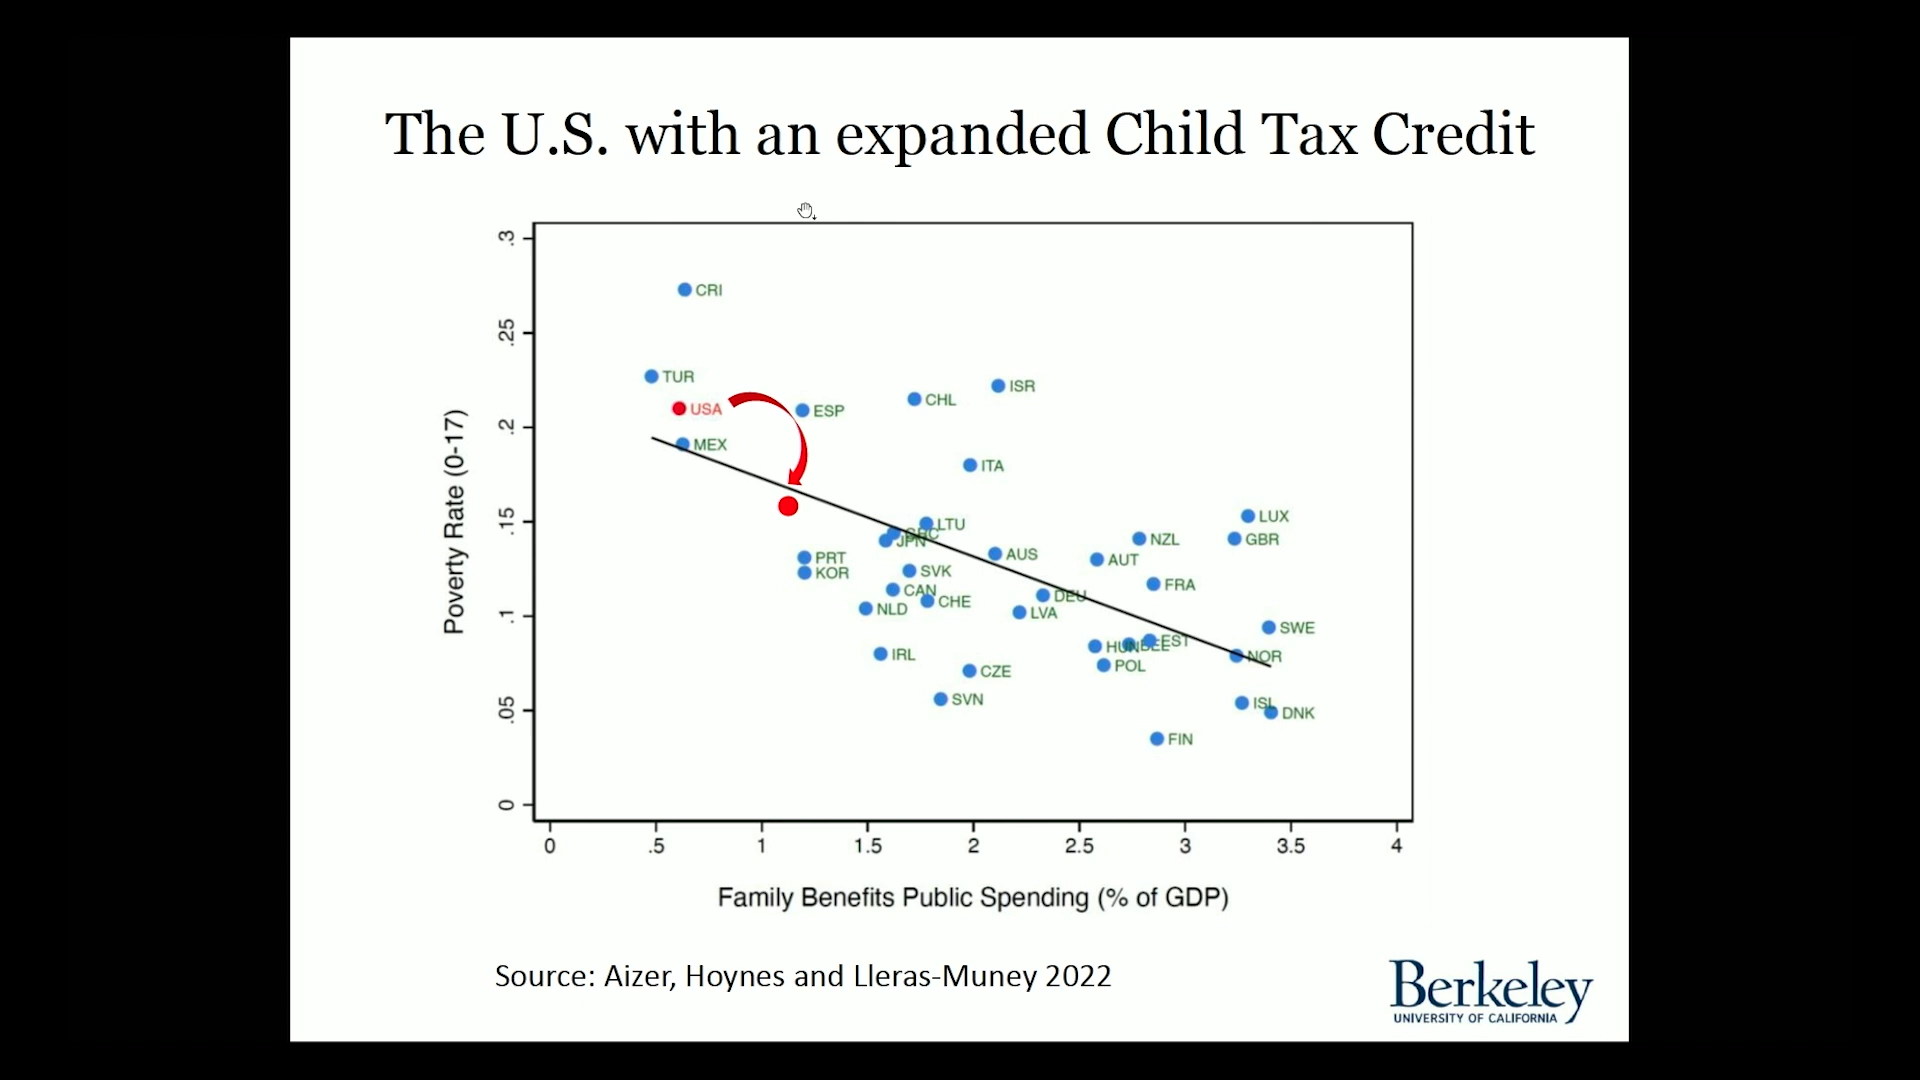 The U.S. with an expanded Child Tax Credit
.3
CRI
.25
TUR
ISR
USA
ESP
CHL
.2
MEX
ITA
Poverty Rate (0-17)
.15
LTU
LUX
GRC
JPN
NZL
GBR
PRT
AUS
AUT
KOR
SVK
FRA
CAN
CHE
DEU
NLD
LVA
.1
SWE
HUN
BEL
EST
IRL
NOR
POL
CZE
SVN
.05
ISL
DNK
FIN
0
0 .5 1 1.5 2 2.5 3 3.5 4
Family Benefits Public Spending (% of GDP)
Source: Aizer, Hoynes and Lleras-Muney 2022
Berkeley
UNIVERSITY OF CALIFORNIA